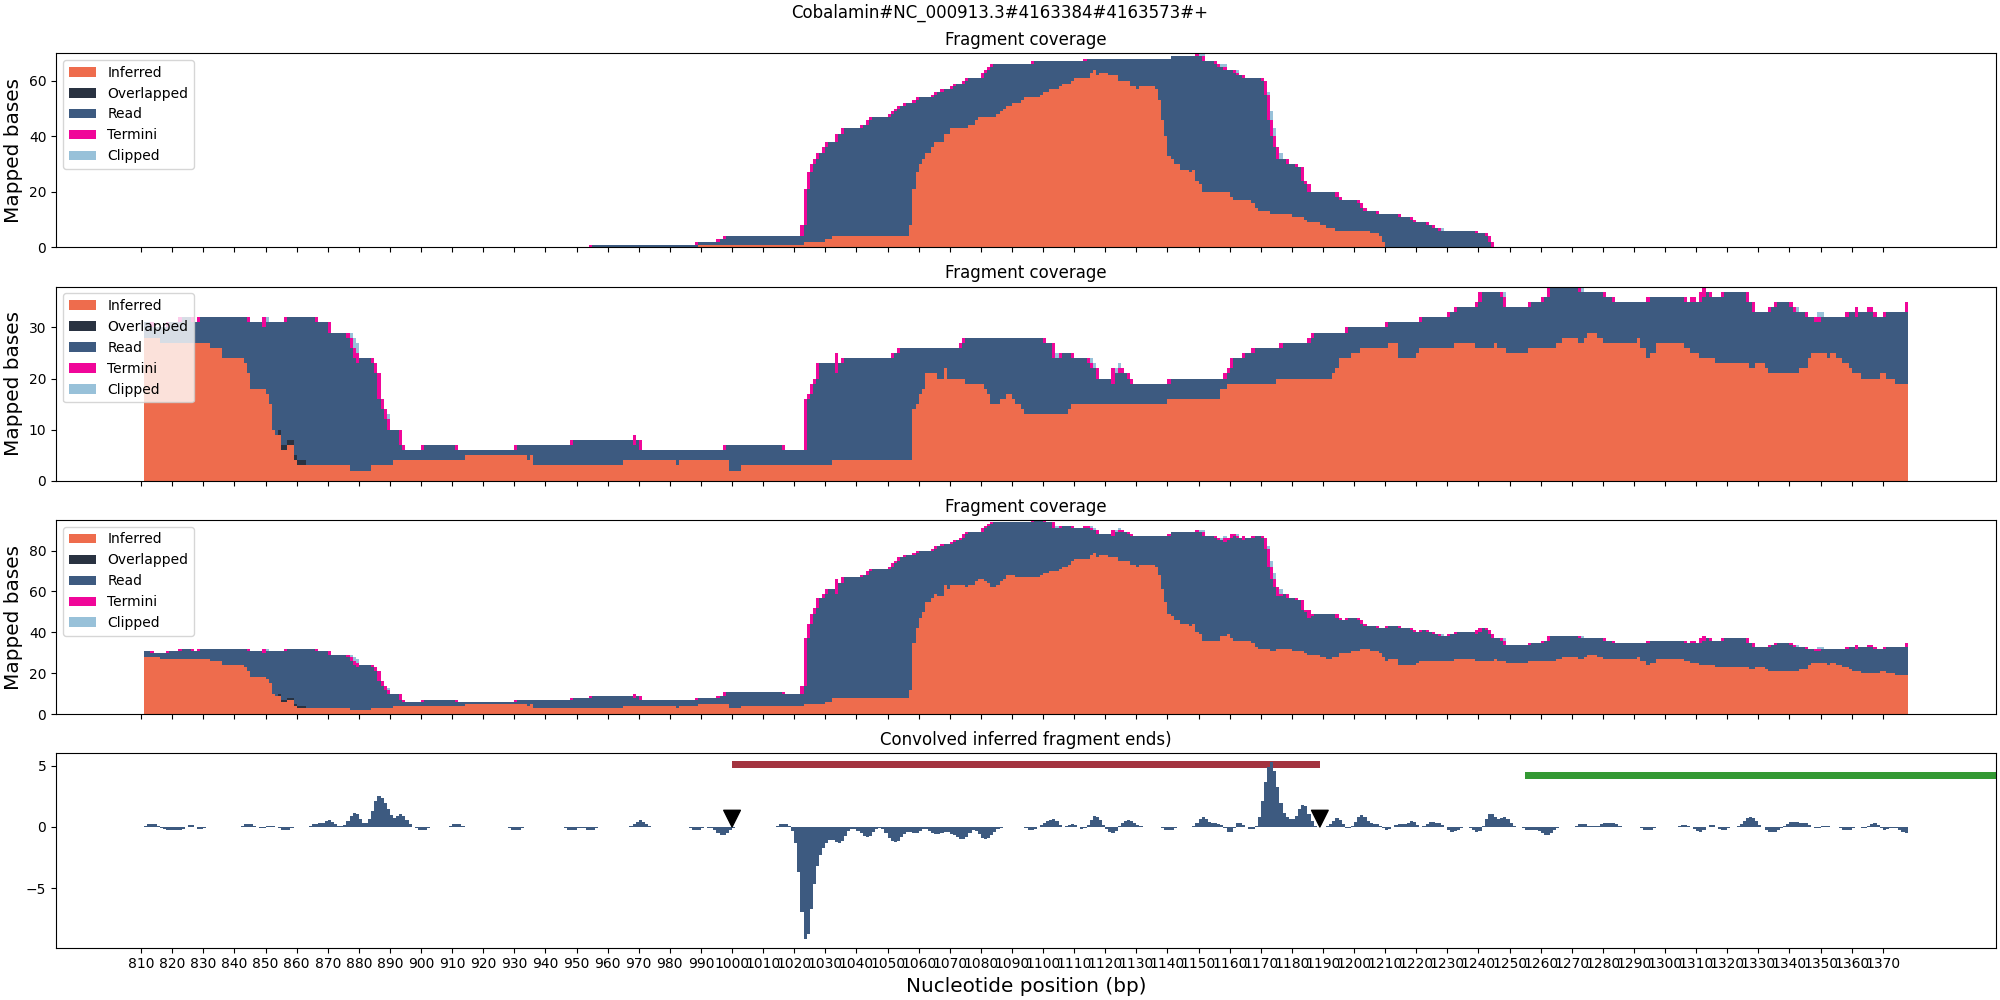 Cobalamin#NC_000913.3#4163384#4163573#+
Fragment coverage
Mapped bases
60
40
20
0
Inferred
Overlapped
Read
Termini
Clipped
Fragment coverage
Mapped bases
30
20
10
0
Inferred
Overlapped
Read
Termini
Clipped
Fragment coverage
Mapped bases
80
60
40
20
0
Inferred
Overlapped
Read
Termini
Clipped
Convolved inferred fragment ends)
5
0
−5
810 820 830 840 850 860 870 880 890 900 910 920 930 940 950 960 970 980 990 1000 1010 1020 1030 1040 1050 1060 1070 1080 1090 1100 1110 1120 1130 1140 1150 1160 1170 1180 1190 1200 1210 1220 1230 1240 1250 1260 1270 1280 1290 1300 1310 1320 1330 1340 1350 1360 1370
Nucleotide position (bp)